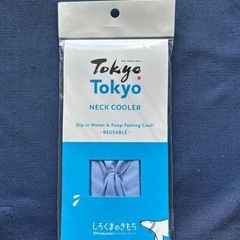 Tokyo
Tokyo
NECK COOLER
Dip in Water & Keep Feeling Cool!
- REUSABLE -
しろくまのきもち